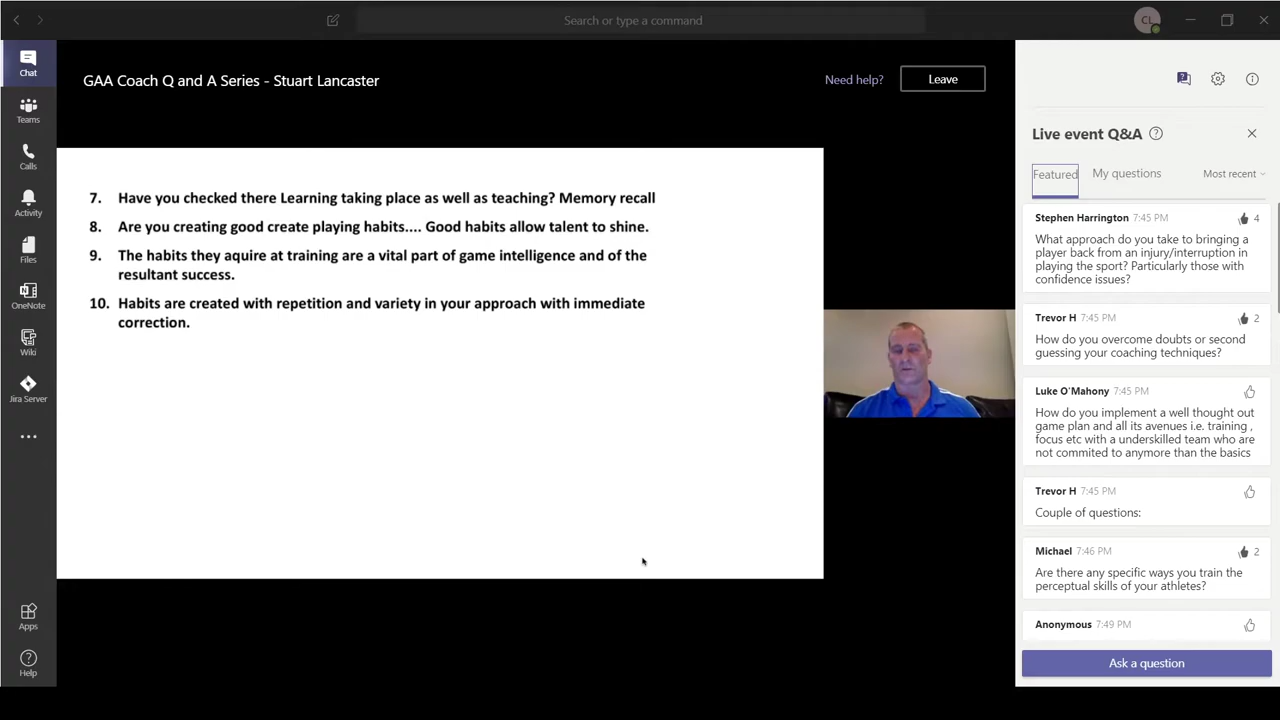 Search or type a command
CL
Chat
Teams
Calls
Activity
Files
OneNote
Wiki
Jira Server
Apps
Help
GAA Coach Q and A Series - Stuart Lancaster
Need help?
Leave
7. Have you checked there Learning taking place as well as teaching? Memory recall
8. Are you creating good create playing habits.... Good habits allow talent to shine.
9. The habits they aquire at training are a vital part of game intelligence and of the
resultant success.
10. Habits are created with repetition and variety in your approach with immediate
correction.
Live event Q&A
Featured
My questions
Most recent
Stephen Harrington 7:45 PM 4
What approach do you take to bringing a
player back from an injury/interruption in
playing the sport? Particularly those with
confidence issues?
Trevor H 7:45 PM 2
How do you overcome doubts or second
guessing your coaching techniques?
Luke O'Mahony 7:45 PM
How do you implement a well thought out
game plan and all its avenues i.e. training ,
focus etc with a underskilled team who are
not commited to anymore than the basics
Trevor H 7:45 PM
Couple of questions:
Michael 7:46 PM 2
Are there any specific ways you train the
perceptual skills of your athletes?
Anonymous 7:49 PM
Ask a question